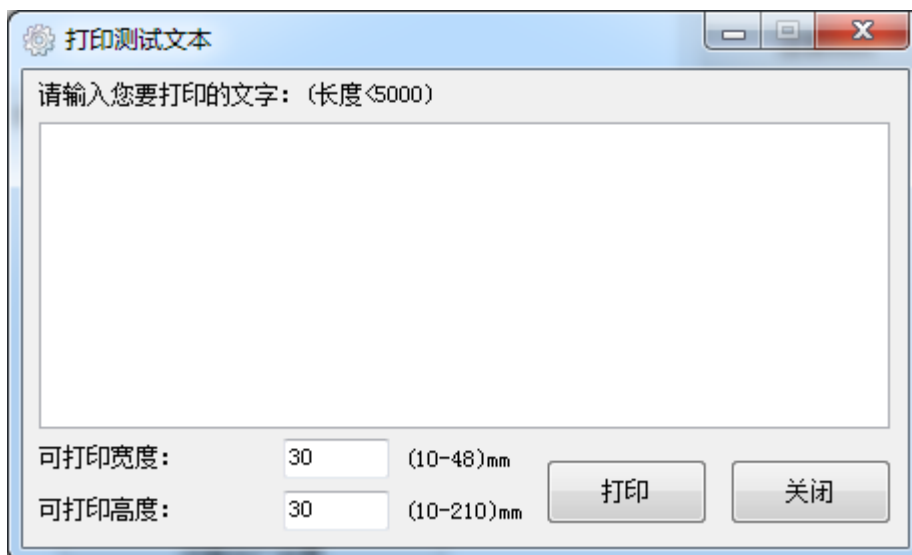 打印测试文本
请输入您要打印的文字: (长度<5000)
可打印宽度: 30 (10-48)mm
可打印高度: 30 (10-210)mm
打印 关闭